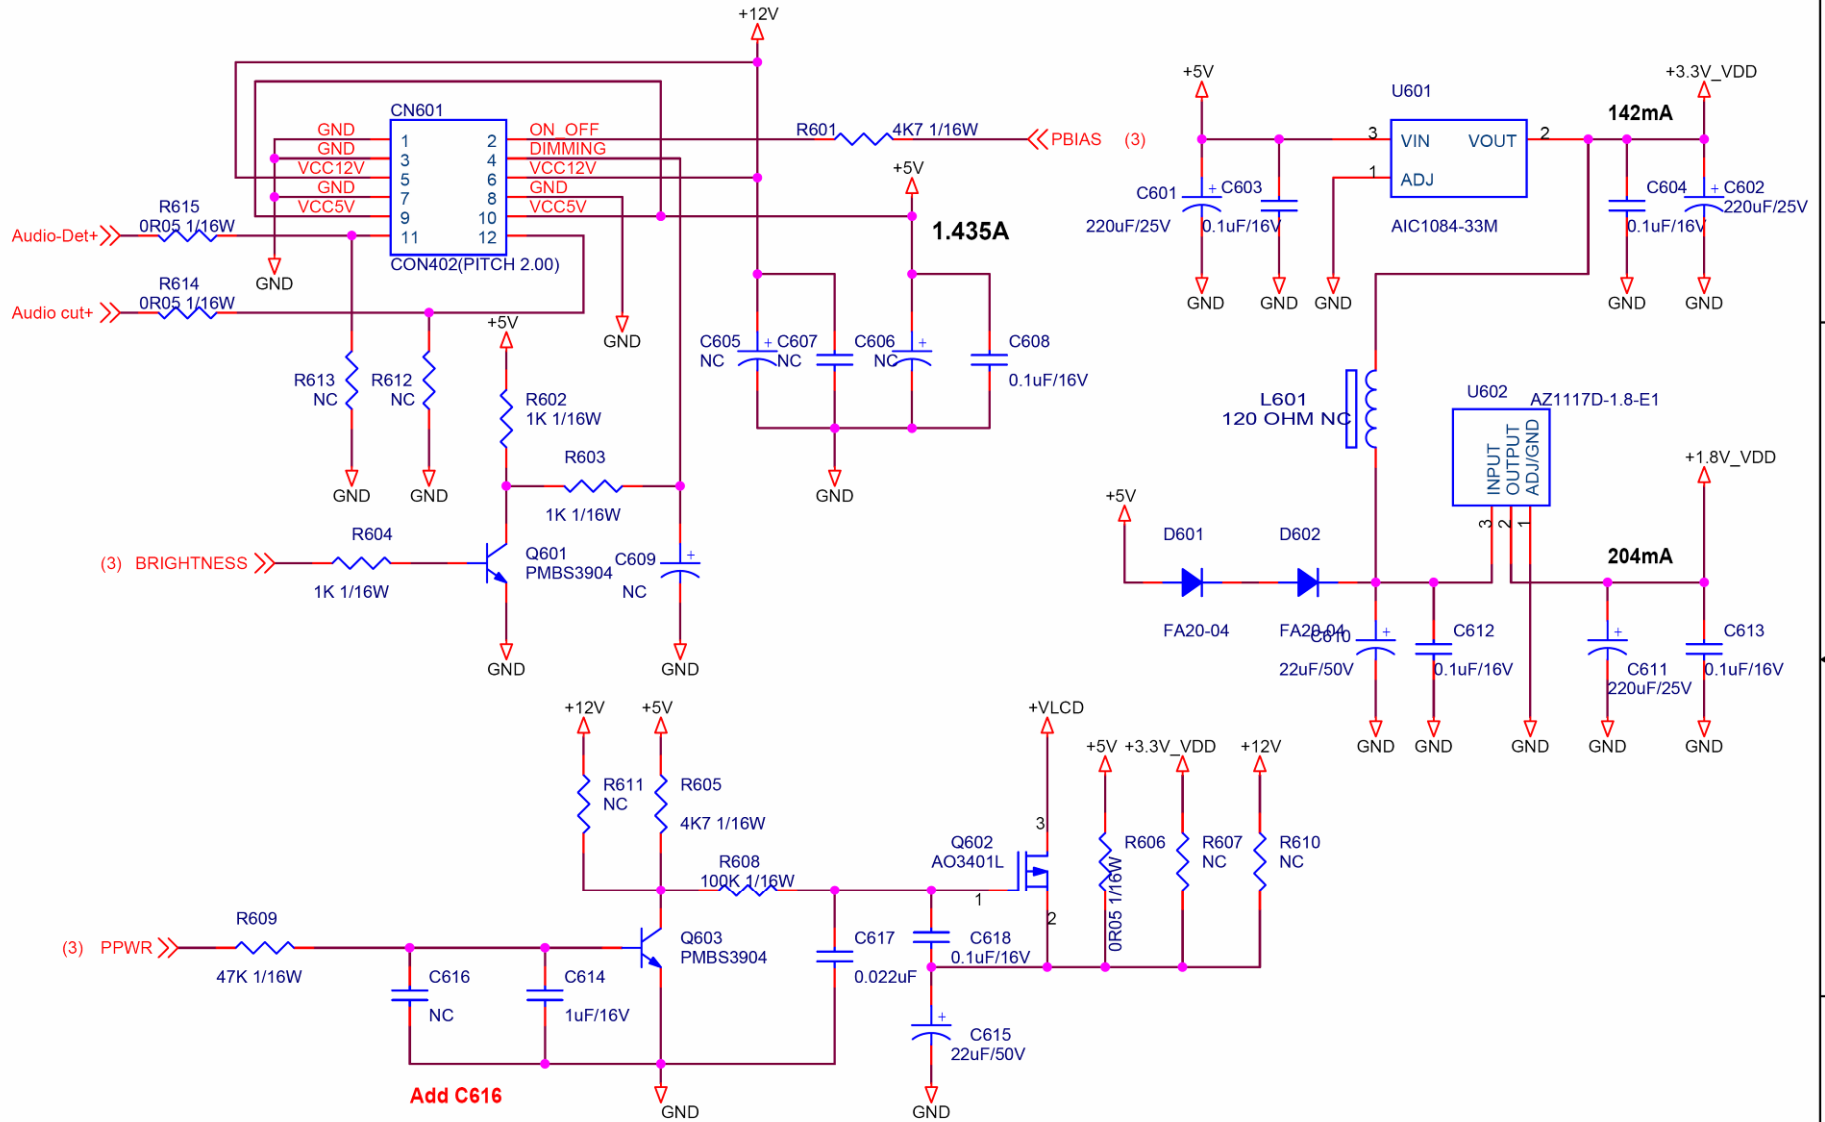 +12V
CN601
GND 1 2 ON_OFF
GND 3 4 DIMMING
VCC12V 5 6 VCC12V
GND 7 8 GND
VCC5V 9 10 VCC5V
11 12
CON402(PITCH 2.00)
R615
0R05 1/16W
Audio-Det+
GND
R614
0R05 1/16W
Audio cut+
R601 4K7 1/16W
PBIAS (3)
+5V
1.435A
GND
R613
NC
R612
NC
GND
GND
+5V
R602
1K 1/16W
R603
1K 1/16W
(3) BRIGHTNESS
R604
1K 1/16W
Q601
PMBS3904
C609
NC
GND
GND
C605
NC
C607
NC
C606
NC
C608
0.1uF/16V
GND
+5V
U601
+3.3V_VDD
142mA
3 VIN VOUT 2
1 ADJ
AIC1084-33M
C601
220uF/25V
C603
0.1uF/16V
C604
0.1uF/16V
C602
220uF/25V
GND
GND
GND
GND
GND
L601
120 OHM NC
U602
AZ1117D-1.8-E1
INPUT
OUTPUT
ADJ/GND
3
2
1
+1.8V_VDD
204mA
+5V
D601
FA20-04
D602
FA20-04
C610
22uF/50V
C612
0.1uF/16V
C611
220uF/25V
C613
0.1uF/16V
GND
GND
GND
GND
GND
+12V
+5V
R611
NC
R605
4K7 1/16W
R608
100K 1/16W
(3) PPWR
R609
47K 1/16W
C616
NC
C614
1uF/16V
Q603
PMBS3904
C617
0.022uF
C618
0.1uF/16V
C615
22uF/50V
Q602
AO3401L
1
2
3
+VLCD
+5V
+3.3V_VDD
+12V
R606
0R05 1/16W
R607
NC
R610
NC
Add C616
GND
GND